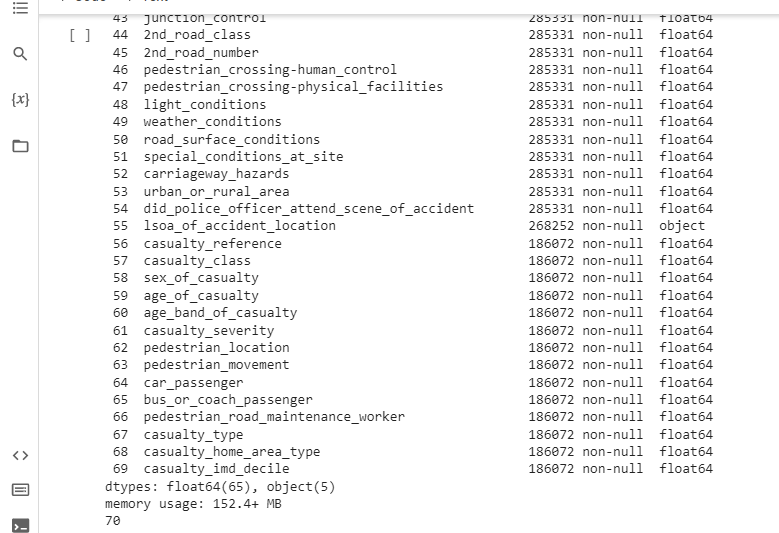 43 junction_control 285331 non-null float64
[ ] 44 2nd_road_class 285331 non-null float64
45 2nd_road_number 285331 non-null float64
46 pedestrian_crossing-human_control 285331 non-null float64
47 pedestrian_crossing-physical_facilities 285331 non-null float64
48 light_conditions 285331 non-null float64
{x} 49 weather_conditions 285331 non-null float64
50 road_surface_conditions 285331 non-null float64
51 special_conditions_at_site 285331 non-null float64
52 carriageway_hazards 285331 non-null float64
53 urban_or_rural_area 285331 non-null float64
54 did_police_officer_attend_scene_of_accident 285331 non-null float64
55 lsoa_of_accident_location 268252 non-null object
56 casualty_reference 186072 non-null float64
57 casualty_class 186072 non-null float64
58 sex_of_casualty 186072 non-null float64
59 age_of_casualty 186072 non-null float64
60 age_band_of_casualty 186072 non-null float64
61 casualty_severity 186072 non-null float64
62 pedestrian_location 186072 non-null float64
63 pedestrian_movement 186072 non-null float64
64 car_passenger 186072 non-null float64
65 bus_or_coach_passenger 186072 non-null float64
66 pedestrian_road_maintenance_worker 186072 non-null float64
67 casualty_type 186072 non-null float64
68 casualty_home_area_type 186072 non-null float64
69 casualty_imd_decile 186072 non-null float64
dtypes: float64(65), object(5)
memory usage: 152.4+ MB
70